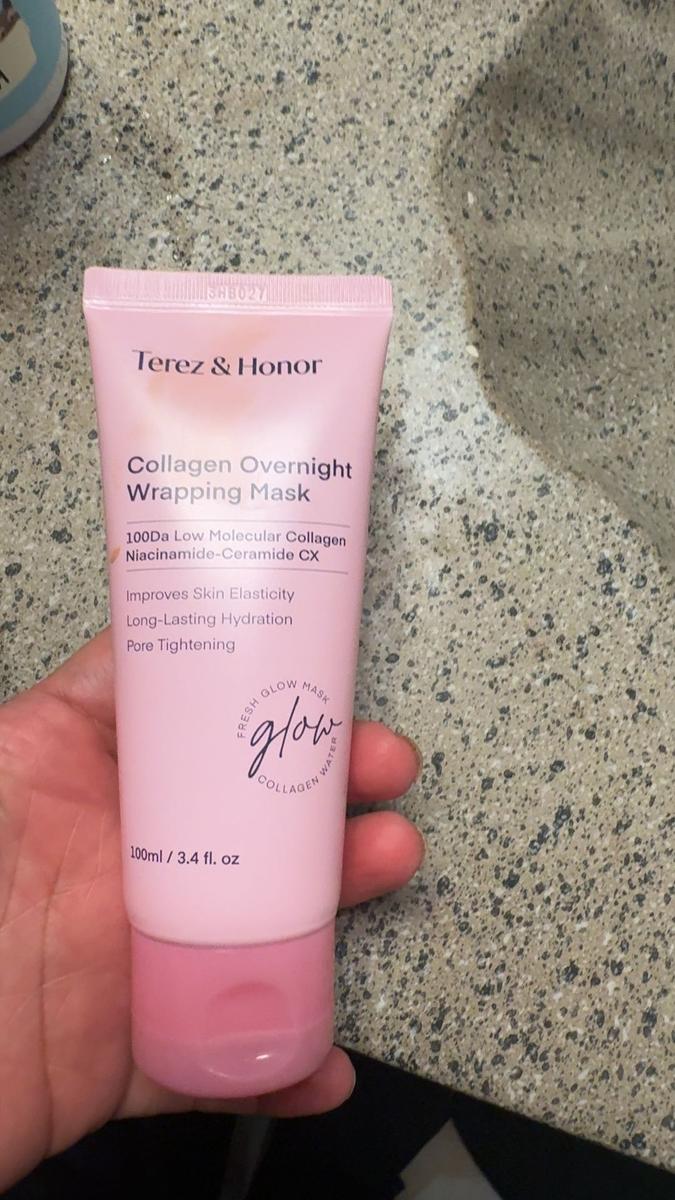 3HB027
Terez & Honor
Collagen Overnight
Wrapping Mask
100Da Low Molecular Collagen
Niacinamide-Ceramide CX
Improves Skin Elasticity
Long-Lasting Hydration
Pore Tightening
FRESH GLOW MASK
glow
COLLAGEN WATER
100ml / 3.4 fl. oz